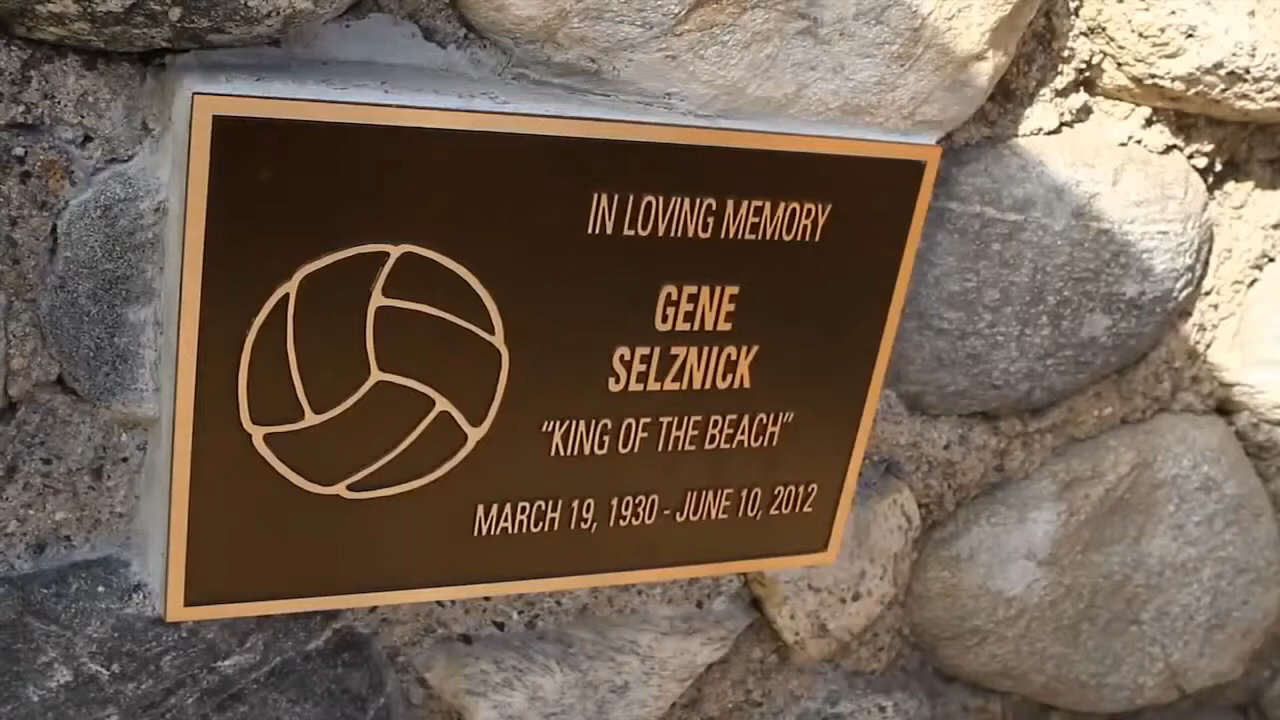 IN LOVING MEMORY
GENE
SELZNICK
“KING OF THE BEACH”
MARCH 19, 1930 - JUNE 10, 2012